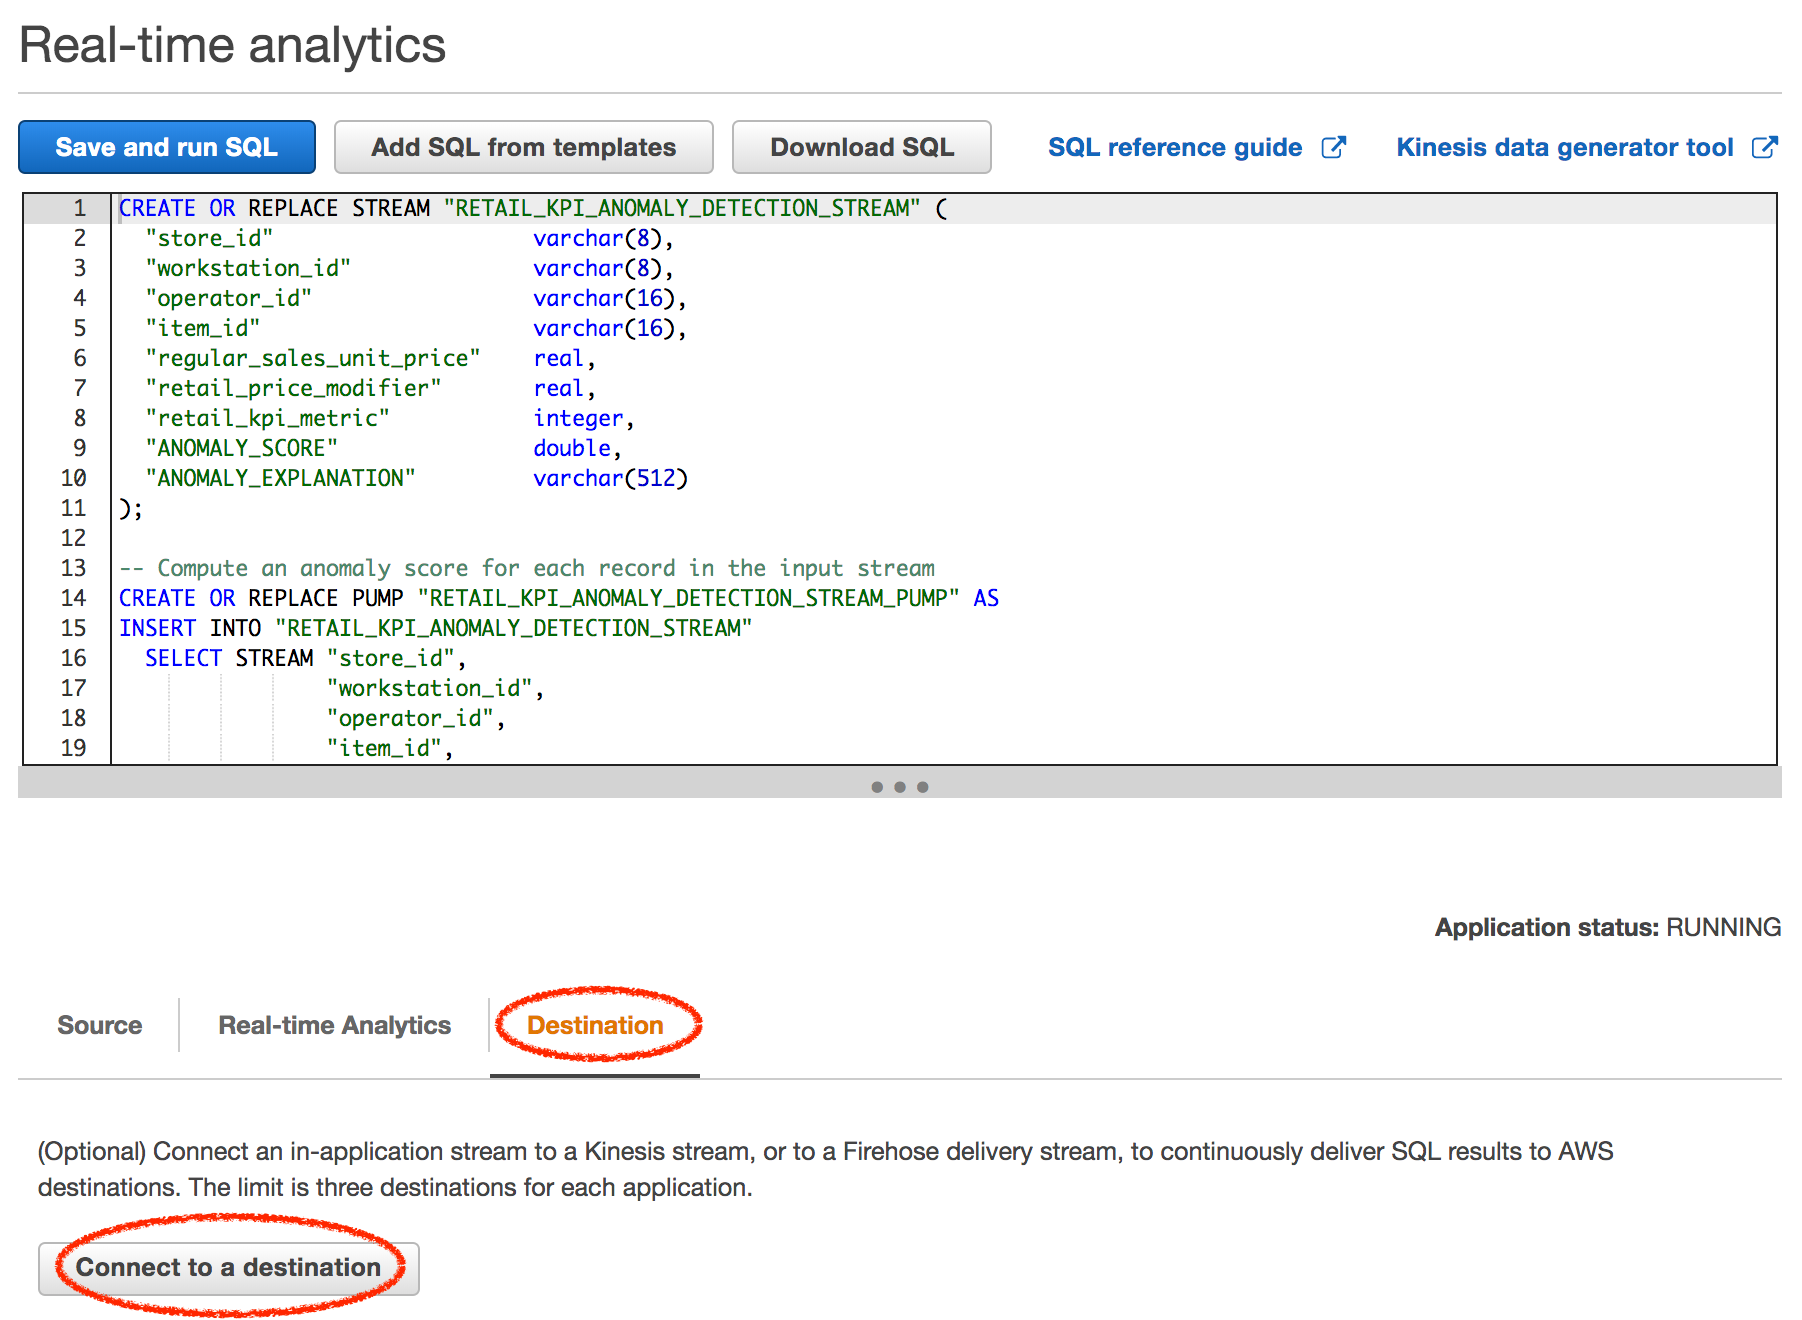 Real-time analytics
Save and run SQL Add SQL from templates Download SQL SQL reference guide Kinesis data generator tool
1 CREATE OR REPLACE STREAM "RETAIL_KPI_ANOMALY_DETECTION_STREAM" (
2 "store_id" varchar(8),
3 "workstation_id" varchar(8),
4 "operator_id" varchar(16),
5 "item_id" varchar(16),
6 "regular_sales_unit_price" real,
7 "retail_price_modifier" real,
8 "retail_kpi_metric" integer,
9 "ANOMALY_SCORE" double,
10 "ANOMALY_EXPLANATION" varchar(512)
11 );
12
13 -- Compute an anomaly score for each record in the input stream
14 CREATE OR REPLACE PUMP "RETAIL_KPI_ANOMALY_DETECTION_STREAM_PUMP" AS
15 INSERT INTO "RETAIL_KPI_ANOMALY_DETECTION_STREAM"
16 SELECT STREAM "store_id",
17 "workstation_id",
18 "operator_id",
19 "item_id",
Application status: RUNNING
Source Real-time Analytics Destination
(Optional) Connect an in-application stream to a Kinesis stream, or to a Firehose delivery stream, to continuously deliver SQL results to AWS
destinations. The limit is three destinations for each application.
Connect to a destination